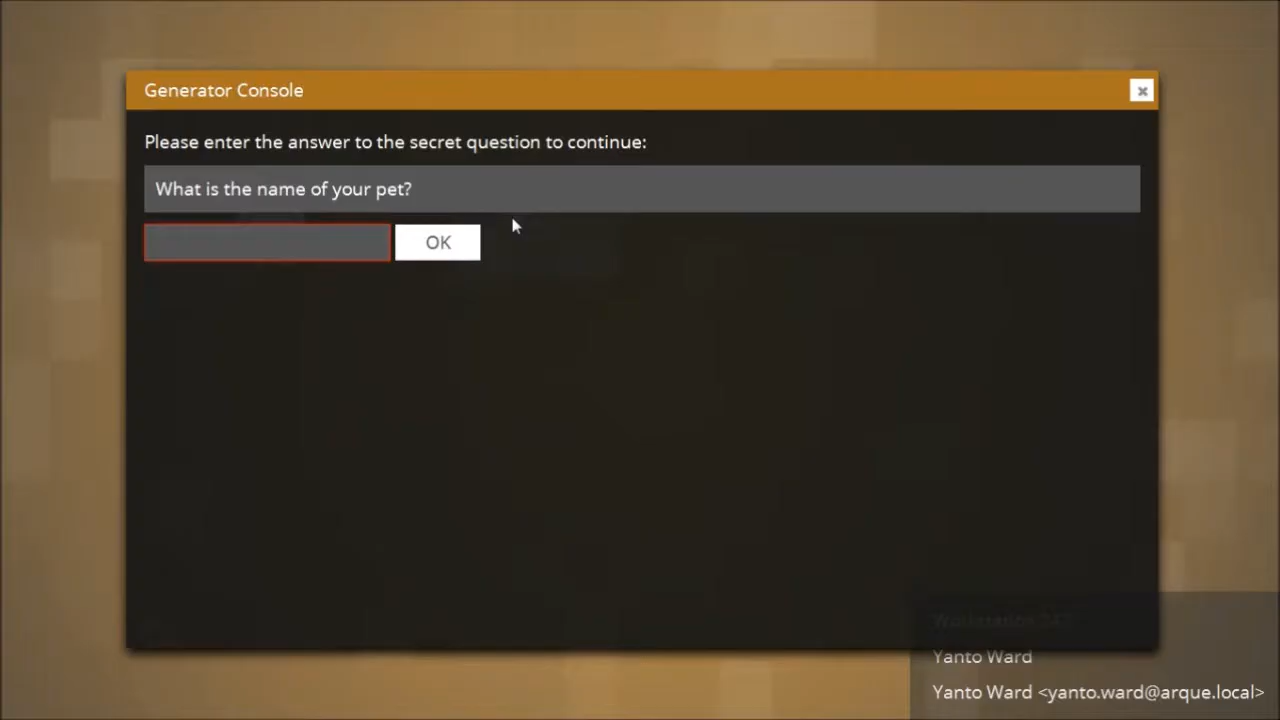 Generator Console
Please enter the answer to the secret question to continue:
What is the name of your pet?
OK
Yanto Ward
Yanto Ward <yanto.ward@arque.local>